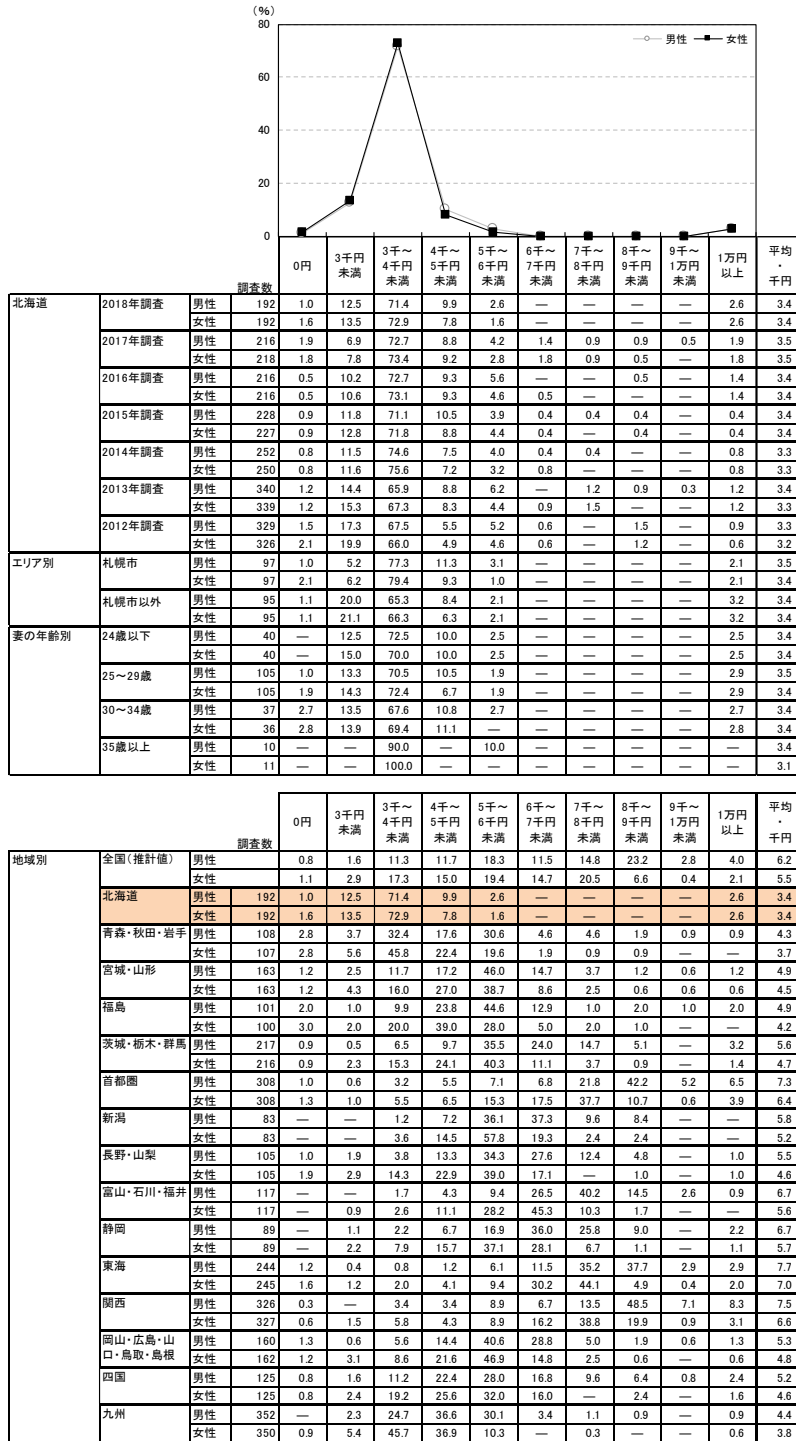 (%)
80
男性 女性
60
40
20
0
調査数 0円 3千円未満 3千～4千円未満 4千～5千円未満 5千～6千円未満 6千～7千円未満 7千～8千円未満 8千～9千円未満 9千～1万円未満 1万円以上 平均・千円
北海道 2018年調査 男性 192 1.0 12.5 71.4 9.9 2.6 — — — — 2.6 3.4
女性 192 1.6 13.5 72.9 7.8 1.6 — — — — 2.6 3.4
2017年調査 男性 216 1.9 6.9 72.7 8.8 4.2 1.4 0.9 0.9 0.5 1.9 3.5
女性 218 1.8 7.8 73.4 9.2 2.8 1.8 0.9 0.5 — 1.8 3.5
2016年調査 男性 216 0.5 10.2 72.7 9.3 5.6 — — 0.5 — 1.4 3.4
女性 216 0.5 10.6 73.1 9.3 4.6 0.5 — — — 1.4 3.4
2015年調査 男性 228 0.9 11.8 71.1 10.5 3.9 0.4 0.4 0.4 — 0.4 3.4
女性 227 0.9 12.8 71.8 8.8 4.4 0.4 — 0.4 — 0.4 3.4
2014年調査 男性 252 0.8 11.5 74.6 7.5 4.0 0.4 0.4 — — 0.8 3.3
女性 250 0.8 11.6 75.6 7.2 3.2 0.8 — — — 0.8 3.3
2013年調査 男性 340 1.2 14.4 65.9 8.8 6.2 — 1.2 0.9 0.3 1.2 3.4
女性 339 1.2 15.3 67.3 8.3 4.4 0.9 1.5 — — 1.2 3.3
2012年調査 男性 329 1.5 17.3 67.5 5.5 5.2 0.6 — 1.5 — 0.9 3.3
女性 326 2.1 19.9 66.0 4.9 4.6 0.6 — 1.2 — 0.6 3.2
エリア別 札幌市 男性 97 1.0 5.2 77.3 11.3 3.1 — — — — 2.1 3.5
女性 97 2.1 6.2 79.4 9.3 1.0 — — — — 2.1 3.4
札幌市以外 男性 95 1.1 20.0 65.3 8.4 2.1 — — — — 3.2 3.4
女性 95 1.1 21.1 66.3 6.3 2.1 — — — — 3.2 3.4
妻の年齢別 24歳以下 男性 40 — 12.5 72.5 10.0 2.5 — — — — 2.5 3.4
女性 40 — 15.0 70.0 10.0 2.5 — — — — 2.5 3.4
25～29歳 男性 105 1.0 13.3 70.5 10.5 1.9 — — — — 2.9 3.5
女性 105 1.9 14.3 72.4 6.7 1.9 — — — — 2.9 3.4
30～34歳 男性 37 2.7 13.5 67.6 10.8 2.7 — — — — 2.7 3.4
女性 36 2.8 13.9 69.4 11.1 — — — — — 2.8 3.4
35歳以上 男性 10 — — 90.0 — 10.0 — — — — — 3.4
女性 11 — — 100.0 — — — — — — — 3.1
調査数 0円 3千円未満 3千～4千円未満 4千～5千円未満 5千～6千円未満 6千～7千円未満 7千～8千円未満 8千～9千円未満 9千～1万円未満 1万円以上 平均・千円
地域別 全国(推計値) 男性 0.8 1.6 11.3 11.7 18.3 11.5 14.8 23.2 2.8 4.0 6.2
女性 1.1 2.9 17.3 15.0 19.4 14.7 20.5 6.6 0.4 2.1 5.5
北海道 男性 192 1.0 12.5 71.4 9.9 2.6 — — — — 2.6 3.4
女性 192 1.6 13.5 72.9 7.8 1.6 — — — — 2.6 3.4
青森・秋田・岩手 男性 108 2.8 3.7 32.4 17.6 30.6 4.6 4.6 1.9 0.9 0.9 4.3
女性 107 2.8 5.6 45.8 22.4 19.6 1.9 0.9 0.9 — — 3.7
宮城・山形 男性 163 1.2 2.5 11.7 17.2 46.0 14.7 3.7 1.2 0.6 1.2 4.9
女性 163 1.2 4.3 16.0 27.0 38.7 8.6 2.5 0.6 0.6 0.6 4.5
福島 男性 101 2.0 1.0 9.9 23.8 44.6 12.9 1.0 2.0 1.0 2.0 4.9
女性 100 3.0 2.0 20.0 39.0 28.0 5.0 2.0 1.0 — — 4.2
茨城・栃木・群馬 男性 217 0.9 0.5 6.5 9.7 35.5 24.0 14.7 5.1 — 3.2 5.6
女性 216 0.9 2.3 15.3 24.1 40.3 11.1 3.7 0.9 — 1.4 4.7
首都圏 男性 308 1.0 0.6 3.2 5.5 7.1 6.8 21.8 42.2 5.2 6.5 7.3
女性 308 1.3 1.0 5.5 6.5 15.3 17.5 37.7 10.7 0.6 3.9 6.4
新潟 男性 83 — — 1.2 7.2 36.1 37.3 9.6 8.4 — — 5.8
女性 83 — — 3.6 14.5 57.8 19.3 2.4 2.4 — — 5.2
長野・山梨 男性 105 1.0 1.9 3.8 13.3 34.3 27.6 12.4 4.8 — 1.0 5.5
女性 105 1.9 2.9 14.3 22.9 39.0 17.1 — 1.0 — 1.0 4.6
富山・石川・福井 男性 117 — — 1.7 4.3 9.4 26.5 40.2 14.5 2.6 0.9 6.7
女性 117 — 0.9 2.6 11.1 28.2 45.3 10.3 1.7 — — 5.6
静岡 男性 89 — 1.1 2.2 6.7 16.9 36.0 25.8 9.0 — 2.2 6.7
女性 89 — 2.2 7.9 15.7 37.1 28.1 6.7 1.1 — 1.1 5.7
東海 男性 244 1.2 0.4 0.8 1.2 6.1 11.5 35.2 37.7 2.9 2.9 7.7
女性 245 1.6 1.2 2.0 4.1 9.4 30.2 44.1 4.9 0.4 2.0 7.0
関西 男性 326 0.3 — 3.4 3.4 8.9 6.7 13.5 48.5 7.1 8.3 7.5
女性 327 0.6 1.5 5.8 4.3 8.9 16.2 38.8 19.9 0.9 3.1 6.6
岡山・広島・山口・鳥取・島根 男性 160 1.3 0.6 5.6 14.4 40.6 28.8 5.0 1.9 0.6 1.3 5.3
女性 162 1.2 3.1 8.6 21.6 46.9 14.8 2.5 0.6 — 0.6 4.8
四国 男性 125 0.8 1.6 11.2 22.4 28.0 16.8 9.6 6.4 0.8 2.4 5.2
女性 125 0.8 2.4 19.2 25.6 32.0 16.0 — 2.4 — 1.6 4.6
九州 男性 352 — 2.3 24.7 36.6 30.1 3.4 1.1 0.9 — 0.9 4.4
女性 350 0.9 5.4 45.7 36.9 10.3 — 0.3 — — 0.6 3.8